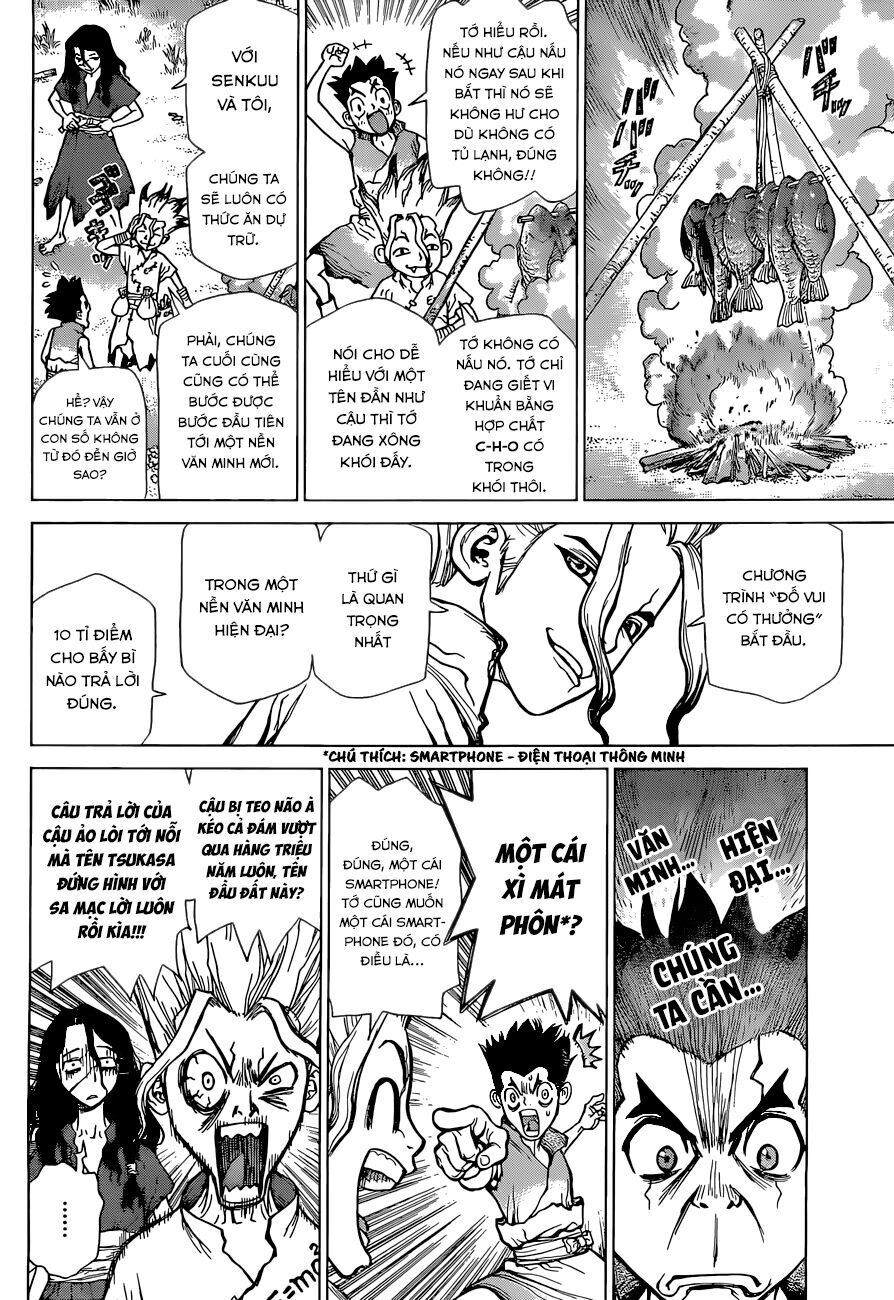 TỚ HIỂU RỒI.
NẾU NHƯ CẬU NẤU
NÓ NGAY SAU KHI
BẮT THÌ NÓ SẼ
KHÔNG HƯ CHO
DÙ KHÔNG CÓ
TỦ LẠNH, ĐÚNG
KHÔNG!!
TỚ KHÔNG CÓ
NẤU NÓ. TỚ CHỈ
ĐANG GIẾT VI
KHUẨN BẰNG
HỢP CHẤT
C-H-O CÓ
TRONG
KHÓI THÔI.
NÓI CHO DỄ
HIỂU VỚI MỘT
TÊN ĐẦN NHƯ
CẬU THÌ TỚ
ĐANG XÔNG
KHÓI ĐẤY.
VỚI
SENKUU
VÀ TÔI,
CHÚNG TA
SẼ LUÔN CÓ
THỨC ĂN DỰ
TRỮ.
PHẢI, CHÚNG
TA CUỐI CÙNG
CŨNG CÓ THỂ
BƯỚC ĐƯỢC
BƯỚC ĐẦU TIÊN
TỚI MỘT NỀN
VĂN MINH MỚI.
HỂ? VẬY
CHÚNG TA VẪN Ở
CON SỐ KHÔNG
TỪ ĐÓ ĐẾN GIỜ
SAO?
CHƯƠNG
TRÌNH “ĐỐ VUI
CÓ THƯỞNG”
BẮT ĐẦU.
THỨ GÌ
LÀ QUAN
TRỌNG
NHẤT
TRONG MỘT
NỀN VĂN MINH
HIỆN ĐẠI?
10 TỈ ĐIỂM
CHO BẤY BÌ
NÀO TRẢ LỜI
ĐÚNG.
*CHÚ THÍCH: SMARTPHONE - ĐIỆN THOẠI THÔNG MINH
HIỆN
ĐẠI...
VĂN
MINH...
CHÚNG
TA CẦN...
MỘT CÁI
XÌ MÁT
PHÔN*?
ĐÚNG,
ĐÚNG, MỘT CÁI
SMARTPHONE!
TỚ CŨNG MUỐN
MỘT CÁI SMART-
PHONE ĐÓ, CÓ
ĐIỀU LÀ...
CẬU BỊ TEO NÃO À
KÉO CẢ ĐÁM VƯỢT
QUA HÀNG TRIỆU
NĂM LUÔN, TÊN
ĐẦU ĐẤT NÀY?
CÂU TRẢ LỜI CỦA
CẬU ẢO LÒI TỚI NỖI
MÀ TÊN TSUKASA
ĐỨNG HÌNH VỚI
SA MẠC LỜI LUÔN
RỒI KÌA!!!
......
E=mc²